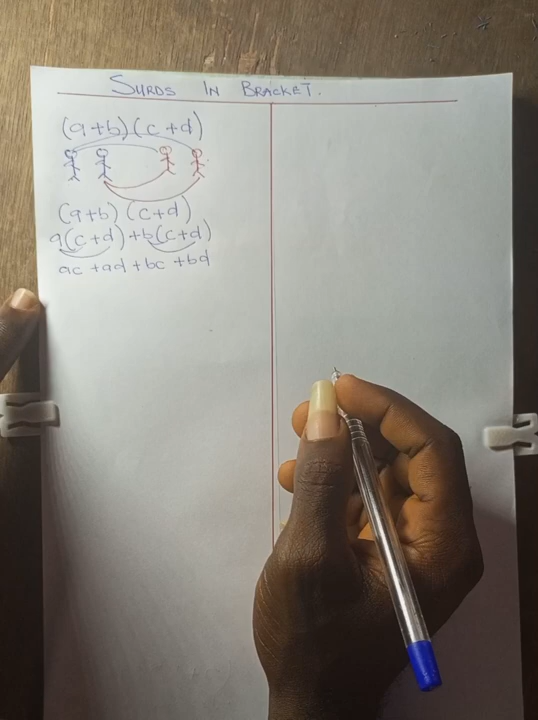 SURDS IN BRACKET.
(a+b)(c+d)
(a+b) (c+d)
a(c+d) +b(c+d)
ac +ad +bc +bd